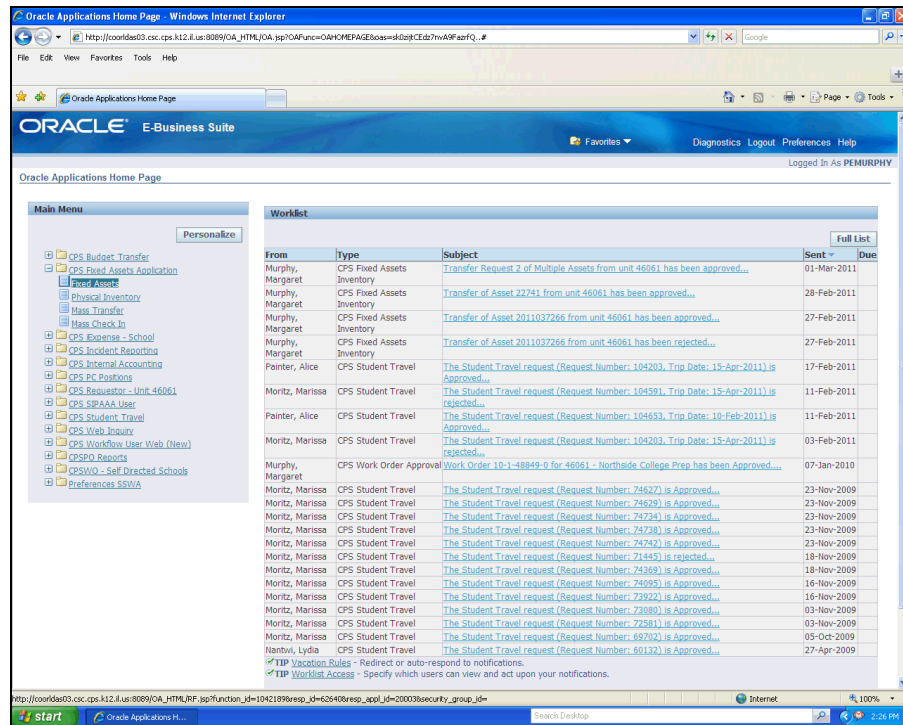 Oracle Applications Home Page - Windows Internet Explorer
http://coorldas03.csc.cps.k12.il.us:8089/OA_HTML/OA.jsp?OAFunc=OAHOMEPAGE&oas=sk0zijtCEdz7nvA9FazrfQ..#
Google
File Edit View Favorites Tools Help
Oracle Applications Home Page
Page Tools
ORACLE® E-Business Suite
Favorites
Diagnostics Logout Preferences Help
Logged In As PEMURPHY
Oracle Applications Home Page
Main Menu
Personalize
CPS Budget Transfer
CPS Fixed Assets Application
Fixed Assets
Physical Inventory
Mass Transfer
Mass Check In
CPS iExpense - School
CPS Incident Reporting
CPS Internal Accounting
CPS PC Positions
CPS Requestor - Unit 46061
CPS SIPAAA User
CPS Student Travel
CPS Web Inquiry
CPS Workflow User Web (New)
CPSPO Reports
CPSWO - Self Directed Schools
Preferences SSWA
Worklist
Full List
From Type Subject Sent Due
Murphy, Margaret CPS Fixed Assets Inventory Transfer Request 2 of Multiple Assets from unit 46061 has been approved... 01-Mar-2011
Murphy, Margaret CPS Fixed Assets Inventory Transfer of Asset 22741 from unit 46061 has been approved... 28-Feb-2011
Murphy, Margaret CPS Fixed Assets Inventory Transfer of Asset 2011037266 from unit 46061 has been approved... 27-Feb-2011
Murphy, Margaret CPS Fixed Assets Inventory Transfer of Asset 2011037266 from unit 46061 has been rejected... 27-Feb-2011
Painter, Alice CPS Student Travel The Student Travel request (Request Number: 104203, Trip Date: 15-Apr-2011) is Approved... 17-Feb-2011
Moritz, Marissa CPS Student Travel The Student Travel request (Request Number: 104591, Trip Date: 15-Apr-2011) is rejected... 11-Feb-2011
Painter, Alice CPS Student Travel The Student Travel request (Request Number: 104653, Trip Date: 10-Feb-2011) is Approved... 11-Feb-2011
Moritz, Marissa CPS Student Travel The Student Travel request (Request Number: 104203, Trip Date: 15-Apr-2011) is rejected... 03-Feb-2011
Murphy, Margaret CPS Work Order Approval Work Order 10-1-48849-0 for 46061 - Northside College Prep has been Approved.... 07-Jan-2010
Moritz, Marissa CPS Student Travel The Student Travel request (Request Number: 74627) is Approved... 23-Nov-2009
Moritz, Marissa CPS Student Travel The Student Travel request (Request Number: 74629) is Approved... 23-Nov-2009
Moritz, Marissa CPS Student Travel The Student Travel request (Request Number: 74734) is Approved... 23-Nov-2009
Moritz, Marissa CPS Student Travel The Student Travel request (Request Number: 74738) is Approved... 23-Nov-2009
Moritz, Marissa CPS Student Travel The Student Travel request (Request Number: 74742) is Approved... 23-Nov-2009
Moritz, Marissa CPS Student Travel The Student Travel request (Request Number: 71445) is rejected... 18-Nov-2009
Moritz, Marissa CPS Student Travel The Student Travel request (Request Number: 74369) is Approved... 18-Nov-2009
Moritz, Marissa CPS Student Travel The Student Travel request (Request Number: 74095) is Approved... 16-Nov-2009
Moritz, Marissa CPS Student Travel The Student Travel request (Request Number: 73922) is Approved... 16-Nov-2009
Moritz, Marissa CPS Student Travel The Student Travel request (Request Number: 73080) is Approved... 03-Nov-2009
Moritz, Marissa CPS Student Travel The Student Travel request (Request Number: 72581) is Approved... 03-Nov-2009
Moritz, Marissa CPS Student Travel The Student Travel request (Request Number: 69702) is Approved... 05-Oct-2009
Nantwi, Lydia CPS Student Travel The Student Travel request (Request Number: 60132) is Approved... 27-Apr-2009
TIP Vacation Rules - Redirect or auto-respond to notifications.
TIP Worklist Access - Specify which users can view and act upon your notifications.
http://coorldas03.csc.cps.k12.il.us:8089/OA_HTML/RF.jsp?function_id=10421898&resp_id=62640&resp_appl_id=20003&security_group_id=
Internet 100%
start Oracle Applications H... Search Desktop 2:26 PM